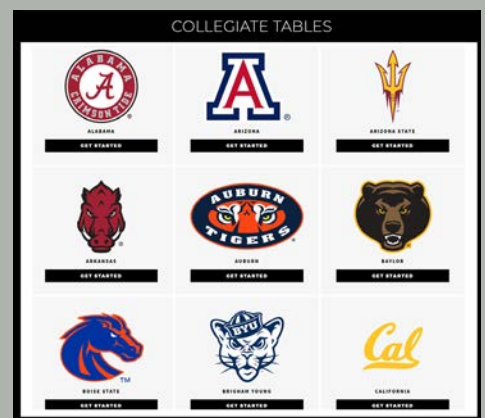 COLLEGIATE TABLES
ALABAMA
CRIMSON TIDE
A
®
A
®
ALABAMA
ARIZONA
ARIZONA STATE
GET STARTED
GET STARTED
GET STARTED
AUBURN
TIGERS
ARKANSAS
AUBURN
BAYLOR
GET STARTED
GET STARTED
GET STARTED
TM
BYU
Cal
BOISE STATE
BRIGHAM YOUNG
CALIFORNIA
GET STARTED
GET STARTED
GET STARTED